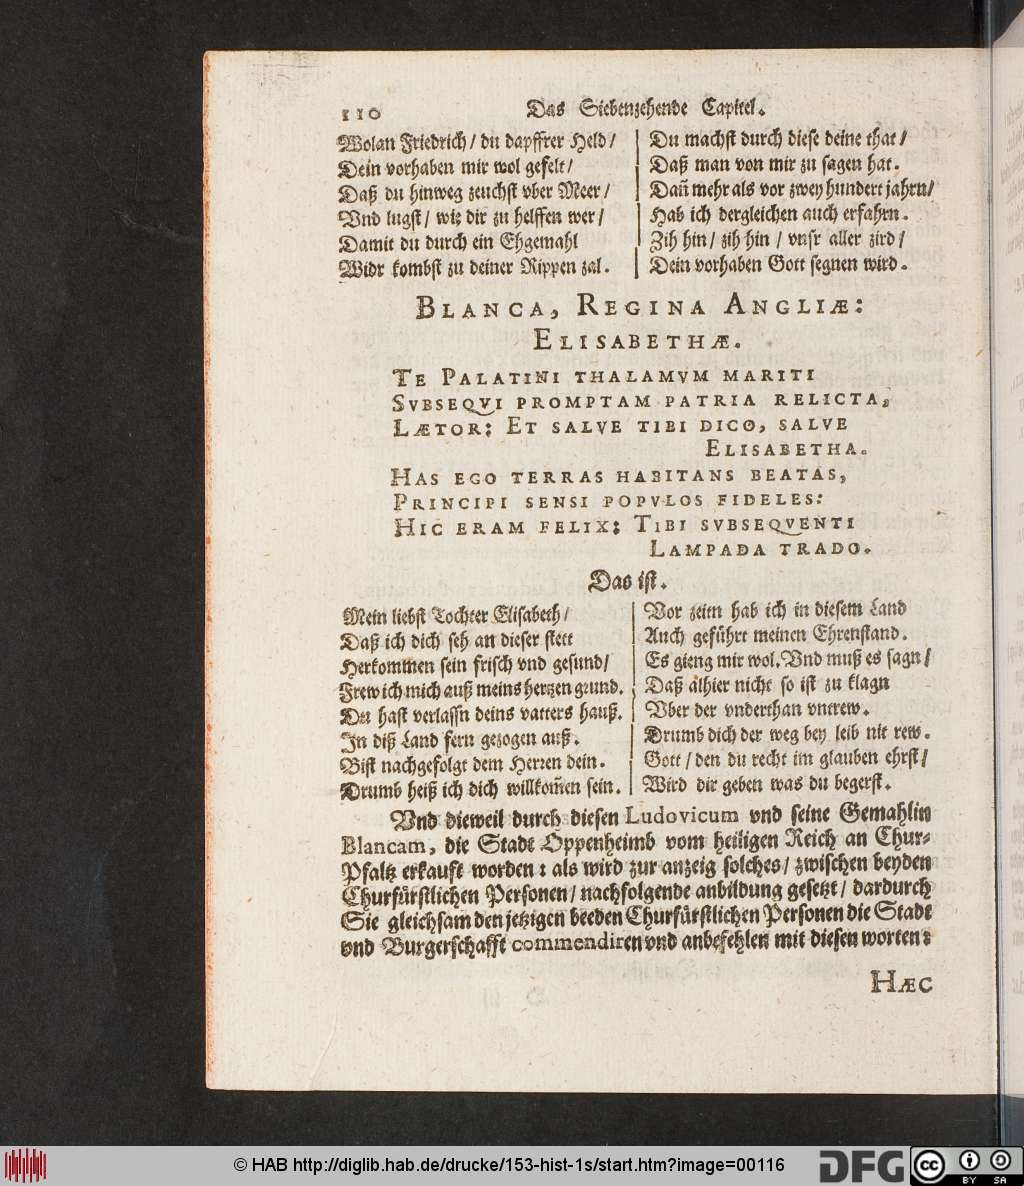 110
Das Siebenzehende Capitel.
Wolan Friedrich/ du dapffrer Held/
Dein vorhaben mir wol gefelt/
Daß du hinweg zeuchst vber Meer/
Vnd lugst/ wie dir zu helffen wer/
Damit du durch ein Ehgemahl
Widr kombst zu deiner Rippen zal.
Du machst durch diese deine that/
Daß man von mir zu sagen hat.
Dañ mehr als vor zwey hundert jahrn/
Hab ich dergleichen auch erfahrn.
Zih hin/ zih hin / vnsr aller zird/
Dein vorhaben Gott segnen wird.
BLANCA, REGINA ANGLIÆ:
ELISABETHÆ.
TE PALATINI THALAMVM MARITI
SVBSEQVI PROMPTAM PATRIA RELICTA,
LÆTOR: ET SALVE TIBI DICO, SALVE
ELISABETHA.
HAS EGO TERRAS HABITANS BEATAS,
PRINCIPI SENSI POPVLOS FIDELES:
HIC ERAM FELIX: TIBI SVBSEQVENTI
LAMPADA TRADO.
Das ist.
Mein liebst Tochter Elisabeth/
Daß ich dich seh an dieser stett
Herkommen sein frisch vnd gesund/
Frew ich mich auß meins hertzen grund.
Du hast verlassn deins vatters hauß.
In diß Land fern gezogen auß.
Bist nachgefolgt dem Herren dein.
Drumb heiß ich dich willkom̃en sein.
Vor zeitn hab ich in diesem Land
Auch geführt meinen Ehrenstand.
Es gieng mir wol. Vnd muß es sagn/
Daß alhier nicht so ist zu klagn
Vber der vnderthan vntrew.
Drumb dich der weg bey leib nit rew.
Gott/ den du recht im glauben ehrst/
Wird dir geben was du begerst.
Vnd dieweil durch diesen Ludovicum vnd seine Gemahlin
Blancam, die Stadt Oppenheimb vom heiligen Reich an Chur-
Pfaltz erkaufft worden: als wird zur anzeig solches/ zwischen beyden
Churfürstlichen Personen/ nachfolgende anbildung gesetzt/ dardurch
Sie gleichsam den jetzigen beeden Churfürstlichen Personen die Stadt
vnd Burgerschafft commendiren vnd anbefehlen mit diesen worten:
HÆC
© HAB http://diglib.hab.de/drucke/153-hist-1s/start.htm?image=00116
DFG
cc BY SA